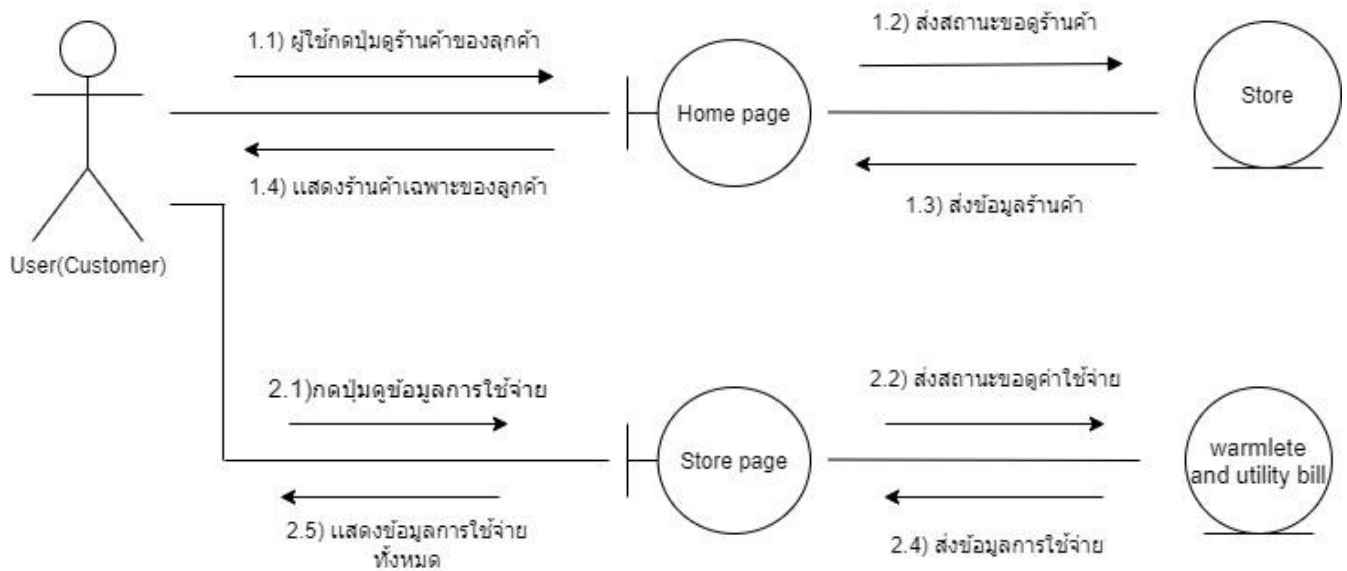 1.1) ผู้ใช้กดปุ่มดูร้านค้าของลูกค้า
1.2) ส่งสถานะขอดูร้านค้า
Home page
Store
1.4) แสดงร้านค้าเฉพาะของลูกค้า
1.3) ส่งข้อมูลร้านค้า
User(Customer)
2.1)กดปุ่มดูข้อมูลการใช้จ่าย
2.2) ส่งสถานะขอดูค่าใช้จ่าย
Store page
warmlete
and utility bill
2.5) แสดงข้อมูลการใช้จ่าย
ทั้งหมด
2.4) ส่งข้อมูลการใช้จ่าย